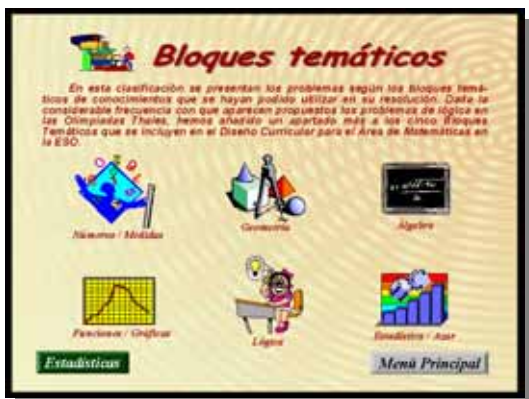 Bloques temáticos
En esta clasificación se presentan los problemas según los bloques temá-
ticos de conocimientos que se hayan podido utilizar en su resolución. Dada la
considerable frecuencia con que aparecen propuestos los problemas de lógica en
las Olimpiadas Thales, hemos añadido un apartado más a los cinco Bloques
Temáticos que se incluyen en el Diseño Curricular para el Área de Matemáticas en
la ESO.
Números / Medidas
Geometría
Álgebra
Funciones / Gráficas
Lógica
Estadística / Azar
Estadísticas
Menú Principal